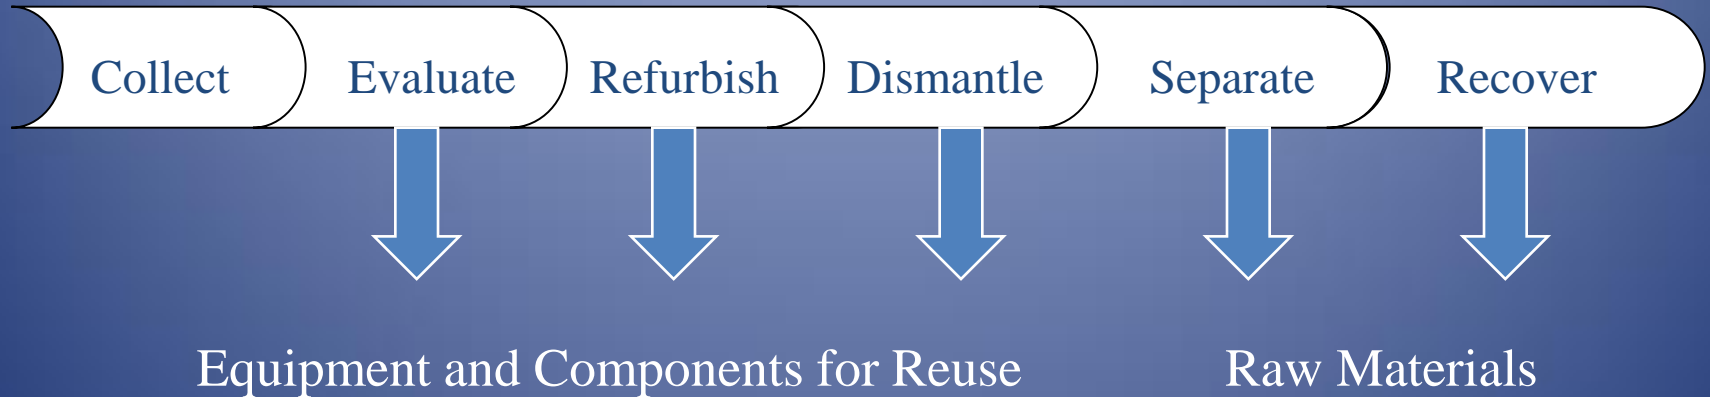 Collect Evaluate Refurbish Dismantle Separate Recover
Equipment and Components for Reuse Raw Materials